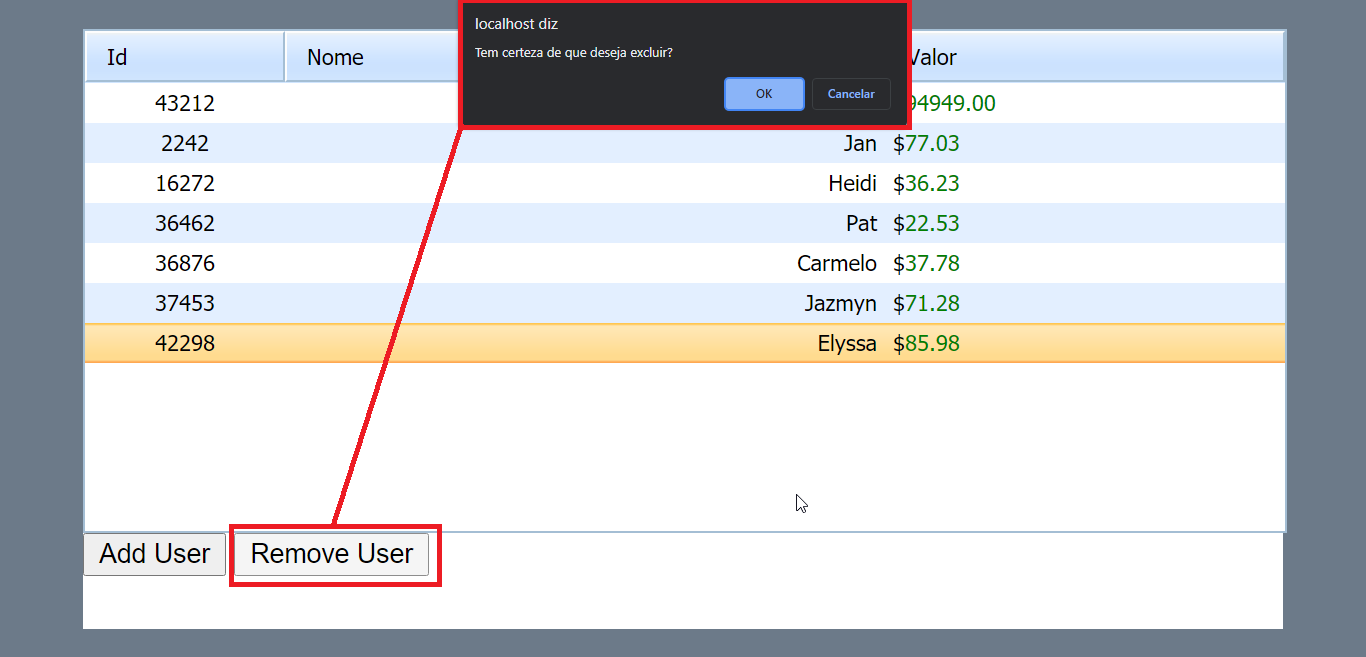 localhost diz
Tem certeza de que deseja excluir?
OK Cancelar
Id Nome Valor
43212 94949.00
2242 Jan $77.03
16272 Heidi $36.23
36462 Pat $22.53
36876 Carmelo $37.78
37453 Jazmyn $71.28
42298 Elyssa $85.98
Add User Remove User